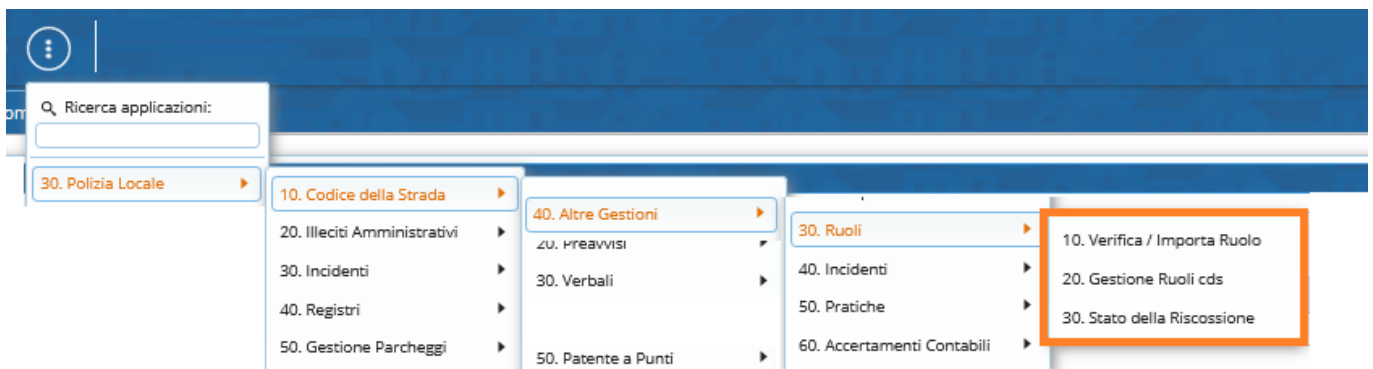 Ricerca applicazioni:
30. Polizia Locale
10. Codice della Strada
20. Illeciti Amministrativi
30. Incidenti
40. Registri
50. Gestione Parcheggi
40. Altre Gestioni
20. Preavvisi
30. Verbali
50. Patente a Punti
30. Ruoli
40. Incidenti
50. Pratiche
60. Accertamenti Contabili
10. Verifica / Importa Ruolo
20. Gestione Ruoli cds
30. Stato della Riscossione